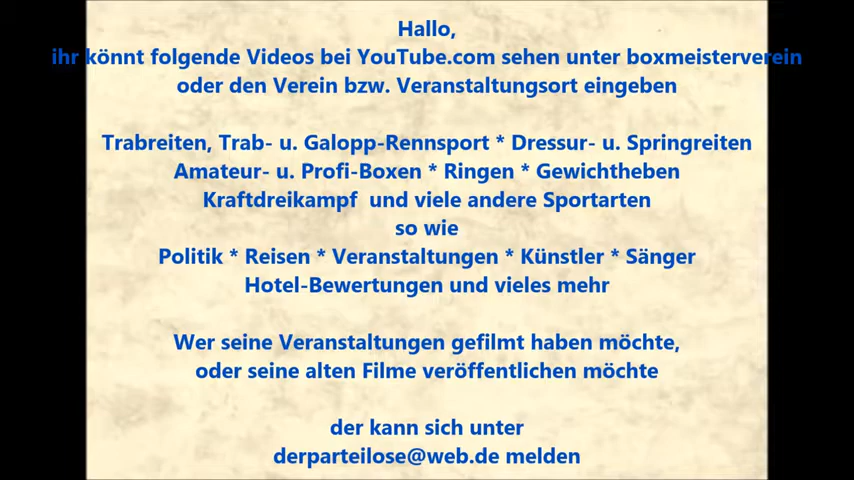 Hallo,
ihr könnt folgende Videos bei YouTube.com sehen unter boxmeisterverein
oder den Verein bzw. Veranstaltungsort eingeben
Trabreiten, Trab- u. Galopp-Rennsport * Dressur- u. Springreiten
Amateur- u. Profi-Boxen * Ringen * Gewichtheben
Kraftdreikampf  und viele andere Sportarten
so wie
Politik * Reisen * Veranstaltungen * Künstler * Sänger
Hotel-Bewertungen und vieles mehr
Wer seine Veranstaltungen gefilmt haben möchte,
oder seine alten Filme veröffentlichen möchte
der kann sich unter
derparteilose@web.de melden